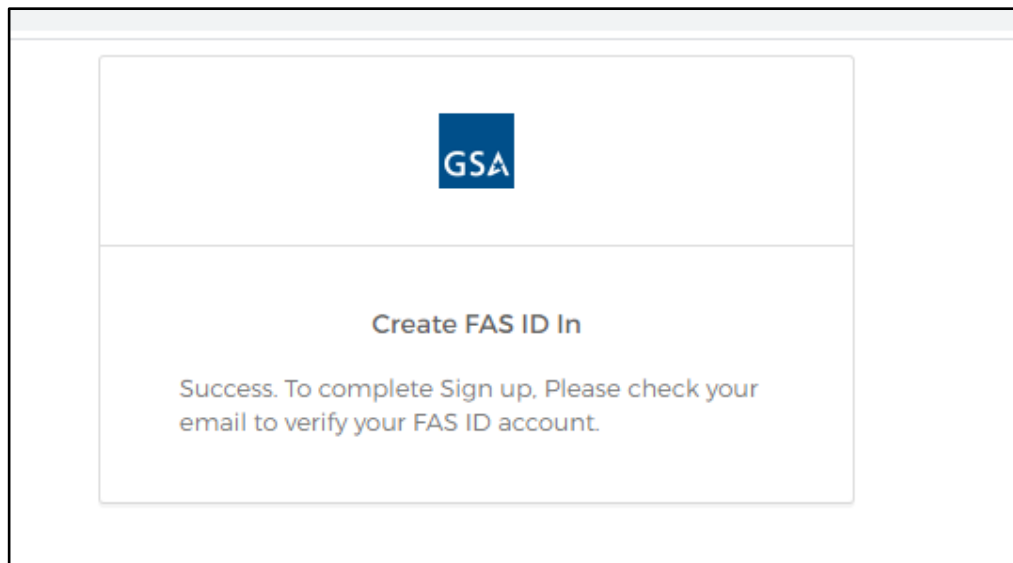 GSA
Create FAS ID In
Success. To complete Sign up, Please check your
email to verify your FAS ID account.